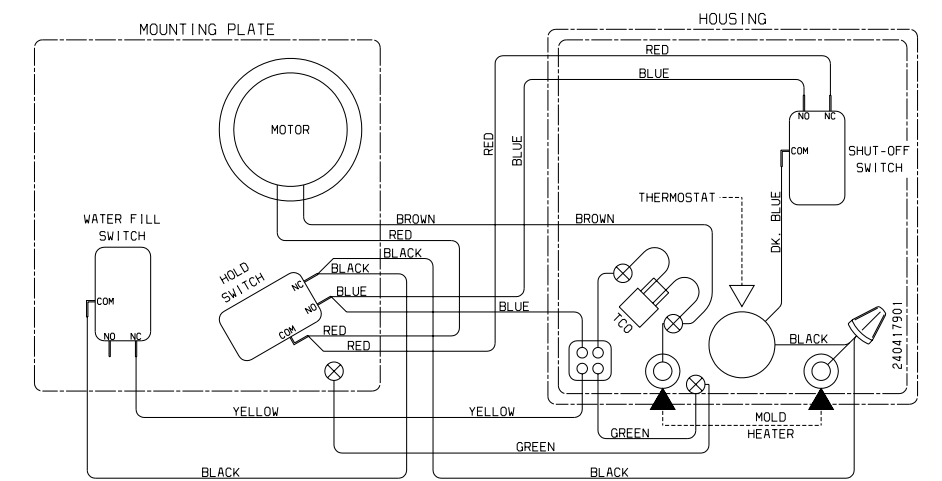 MOUNTING PLATE
HOUSING
RED
BLUE
MOTOR
NO NC
COM
SHUT-OFF
SWITCH
RED
BLUE
THERMOSTAT
DK. BLUE
WATER FILL
SWITCH
BROWN
BROWN
RED
BLACK
HOLD
SWITCH
NC
BLACK
COM
BLUE
NO
BLUE
TCO
COM
RED
RED
NO NC
BLACK
240417901
YELLOW
YELLOW
MOLD
HEATER
GREEN
GREEN
BLACK
BLACK